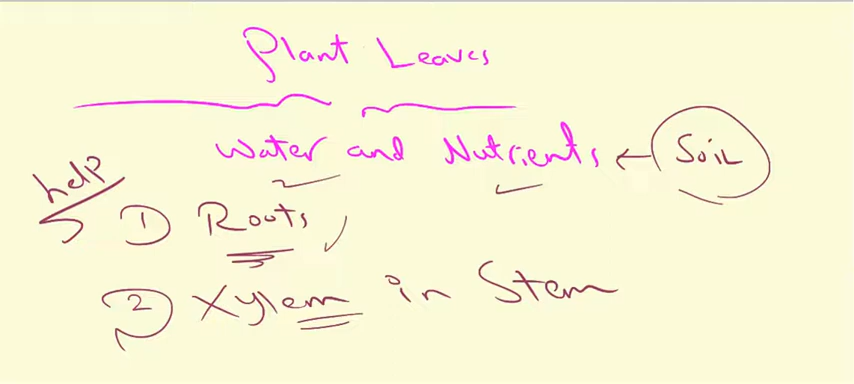 Plant Leaves
Water and Nutrients ← Soil
help
1) Roots
2) Xylem in Stem